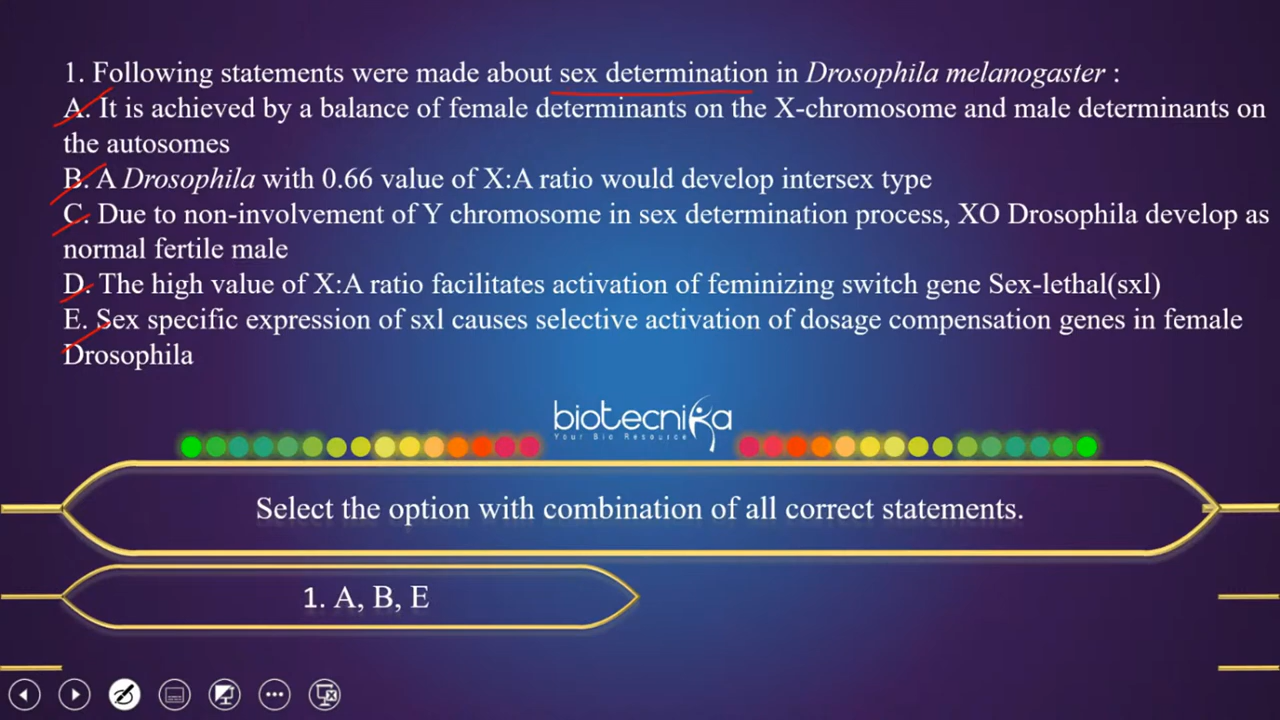 1. Following statements were made about sex determination in Drosophila melanogaster :
A. It is achieved by a balance of female determinants on the X-chromosome and male determinants on
the autosomes
B. A Drosophila with 0.66 value of X:A ratio would develop intersex type
C. Due to non-involvement of Y chromosome in sex determination process, XO Drosophila develop as
normal fertile male
D. The high value of X:A ratio facilitates activation of feminizing switch gene Sex-lethal(sxl)
E. Sex specific expression of sxl causes selective activation of dosage compensation genes in female
Drosophila
biotecnika
Your Bio Resource
Select the option with combination of all correct statements.
1. A, B, E